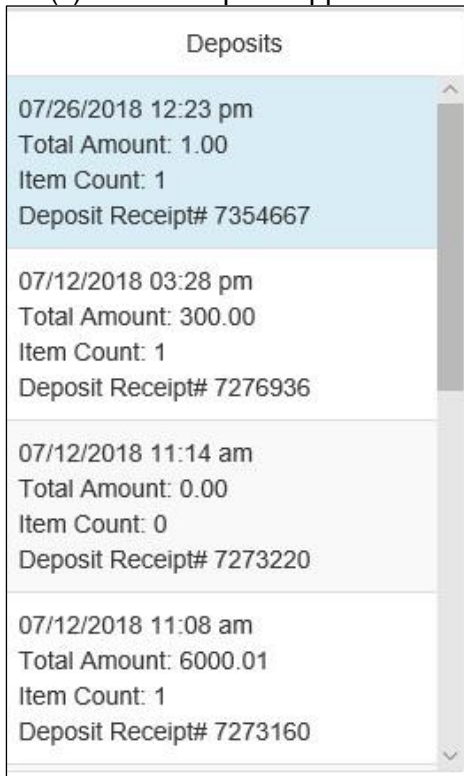 Deposits
07/26/2018 12:23 pm
Total Amount: 1.00
Item Count: 1
Deposit Receipt# 7354667
07/12/2018 03:28 pm
Total Amount: 300.00
Item Count: 1
Deposit Receipt# 7276936
07/12/2018 11:14 am
Total Amount: 0.00
Item Count: 0
Deposit Receipt# 7273220
07/12/2018 11:08 am
Total Amount: 6000.01
Item Count: 1
Deposit Receipt# 7273160